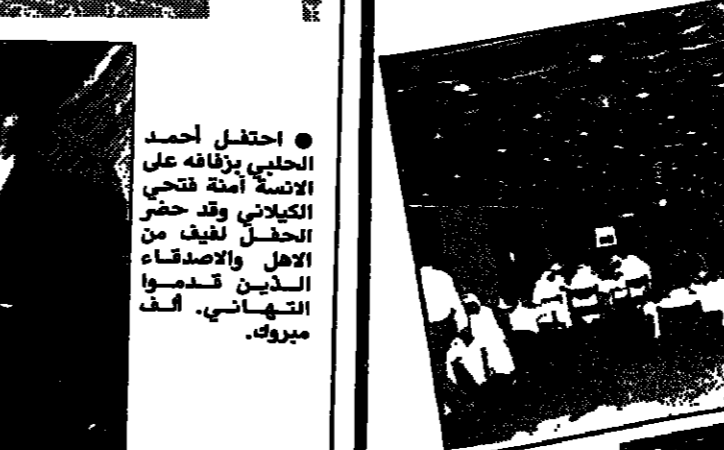 ● احتفل أحمد
الحلبي بزفافه على
الانسة آمنة فتحي
الكيلاني وقد حضر
الحفل لفيف من
الاهل والاصدقاء
الذين قدموا
التهاني. ألف
مبروك.